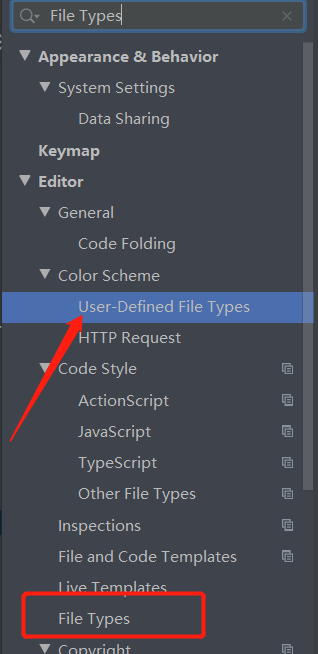 File Types
Appearance & Behavior
System Settings
Data Sharing
Keymap
Editor
General
Code Folding
Color Scheme
User-Defined File Types
HTTP Request
Code Style
ActionScript
JavaScript
TypeScript
Other File Types
Inspections
File and Code Templates
Live Templates
File Types
Copyright